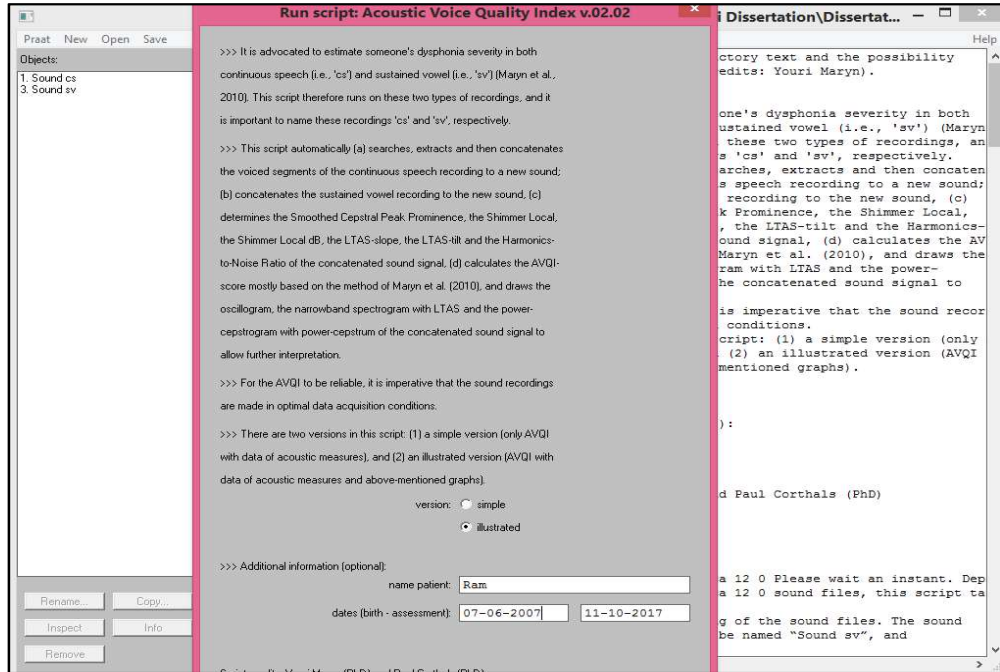 Run script: Acoustic Voice Quality Index v.02.02
i Dissertation\Dissertat...
Praat New Open Save
Help
Objects:
1. Sound cs
3. Sound sv
>>> It is advocated to estimate someone's dysphonia severity in both
continuous speech (i.e., 'cs') and sustained vowel (i.e., 'sv') (Maryn et al.,
2010). This script therefore runs on these two types of recordings, and it
is important to name these recordings 'cs' and 'sv', respectively.
>>> This script automatically (a) searches, extracts and then concatenates
the voiced segments of the continuous speech recording to a new sound;
(b) concatenates the sustained vowel recording to the new sound, (c)
determines the Smoothed Cepstral Peak Prominence, the Shimmer Local,
the Shimmer Local dB, the LTAS-slope, the LTAS-tilt and the Harmonics-
to-Noise Ratio of the concatenated sound signal, (d) calculates the AVQI-
score mostly based on the method of Maryn et al. (2010), and draws the
oscillogram, the narrowband spectrogram with LTAS and the power-
cepstrogram with power-cepstrum of the concatenated sound signal to
allow further interpretation.
>>> For the AVQI to be reliable, it is imperative that the sound recordings
are made in optimal data acquisition conditions.
>>> There are two versions in this script: (1) a simple version (only AVQI
with data of acoustic measures), and (2) an illustrated version (AVQI with
data of acoustic measures and above-mentioned graphs).
version: simple
illustrated
>>> Additional information (optional):
name patient: Ram
dates (birth - assessment): 07-06-2007 11-10-2017
Rename... Copy...
Inspect Info
Remove
ctory text and the possibility
edits: Youri Maryn).
one's dysphonia severity in both
ustained vowel (i.e., 'sv') (Maryn
these two types of recordings, an
s 'cs' and 'sv', respectively.
arches, extracts and then concaten
s speech recording to a new sound;
recording to the new sound, (c)
k Prominence, the Shimmer Local,
, the LTAS-tilt and the Harmonics-
ound signal, (d) calculates the AV
Maryn et al. (2010), and draws the
ram with LTAS and the power-
he concatenated sound signal to
is imperative that the sound recor
conditions.
cript: (1) a simple version (only
(2) an illustrated version (AVQI
mentioned graphs).
):
d Paul Corthals (PhD)
a 12 0 Please wait an instant. Dep
a 12 0 sound files, this script ta
g of the sound files. The sound
be named "Sound sv", and